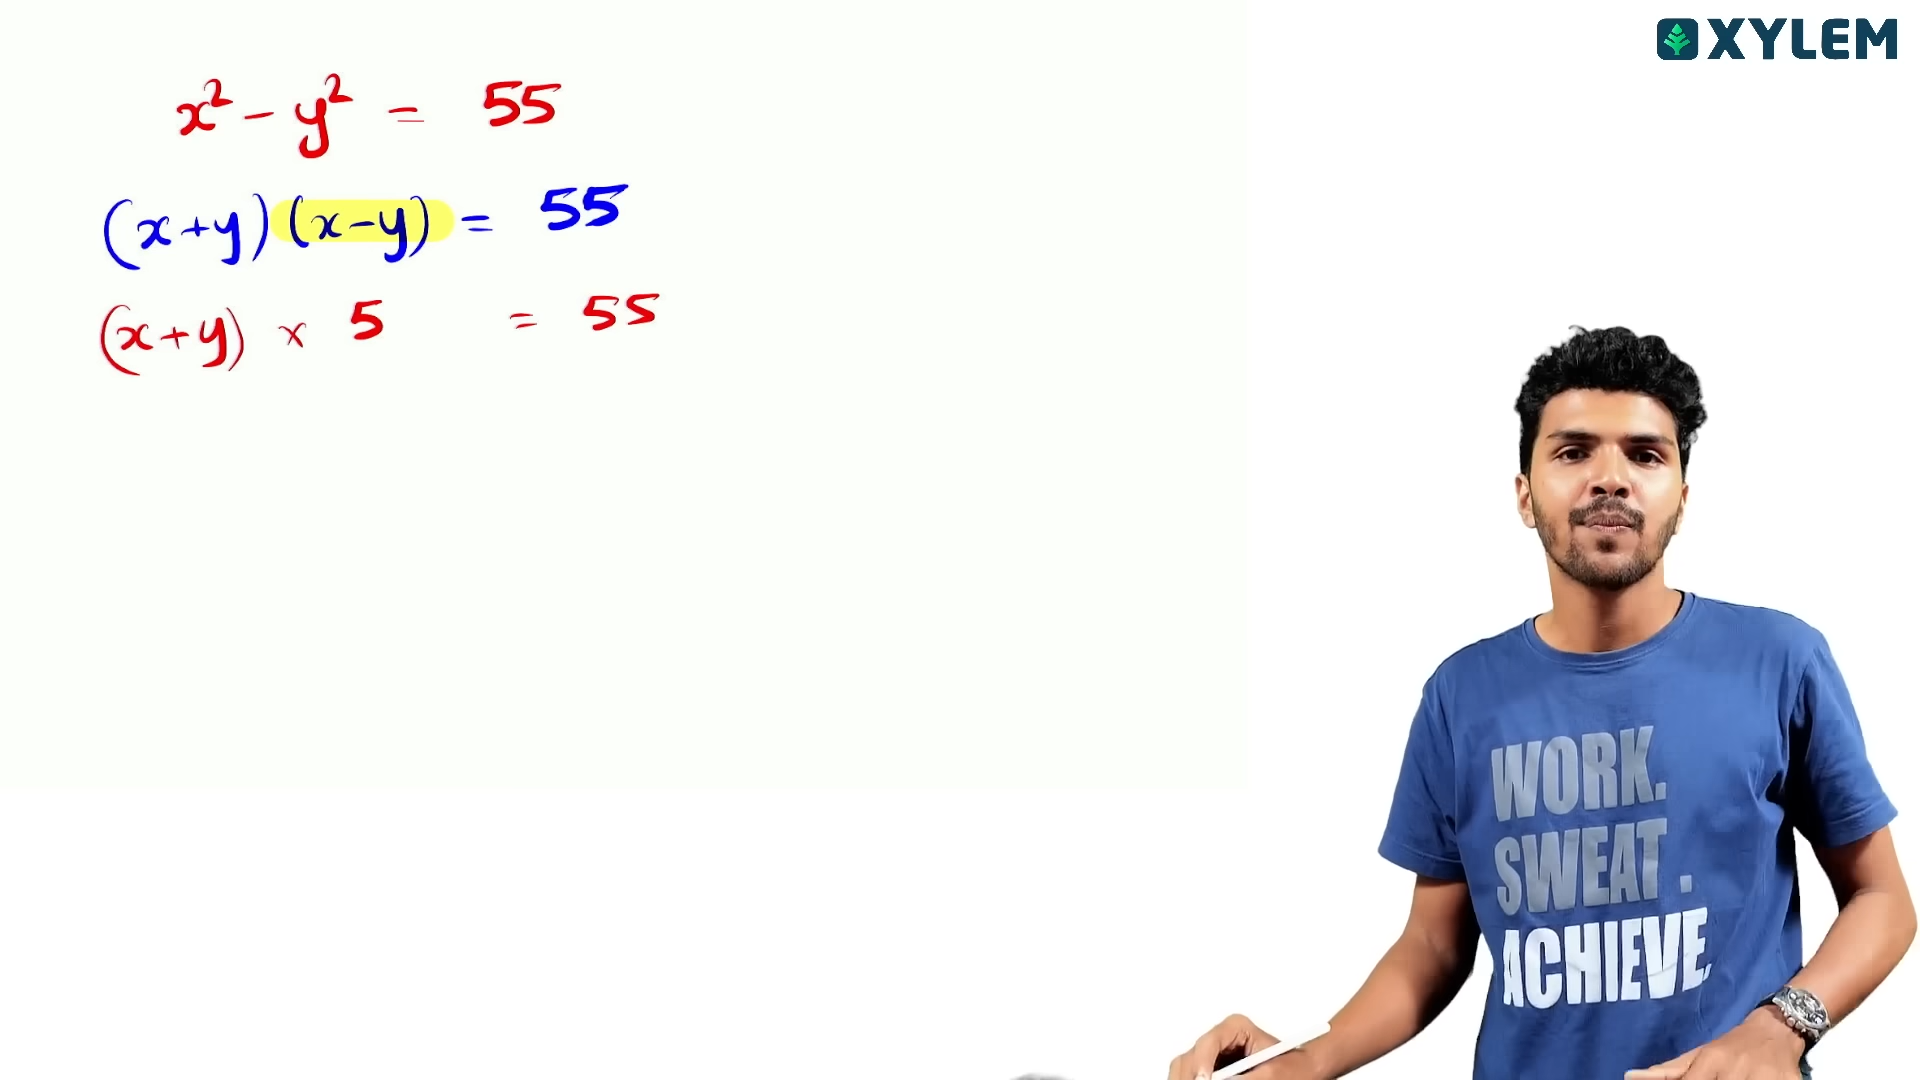 XYLEM
x² - y² = 55
(x+y)(x-y) = 55
(x+y) × 5 = 55
WORK.
SWEAT.
ACHIEVE.